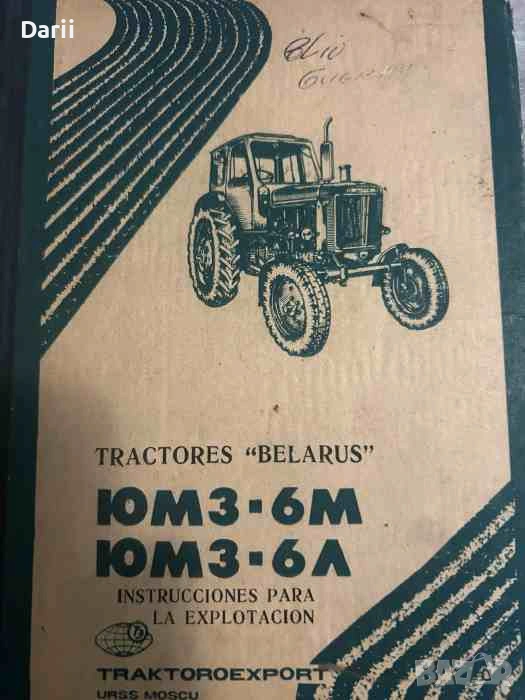 Darii
TRACTORES "BELARUS"
ЮМЗ-6М
ЮМЗ-6Л
INSTRUCCIONES PARA
LA EXPLOTACION
TRAKTOROEXPORT
URSS MOSCU